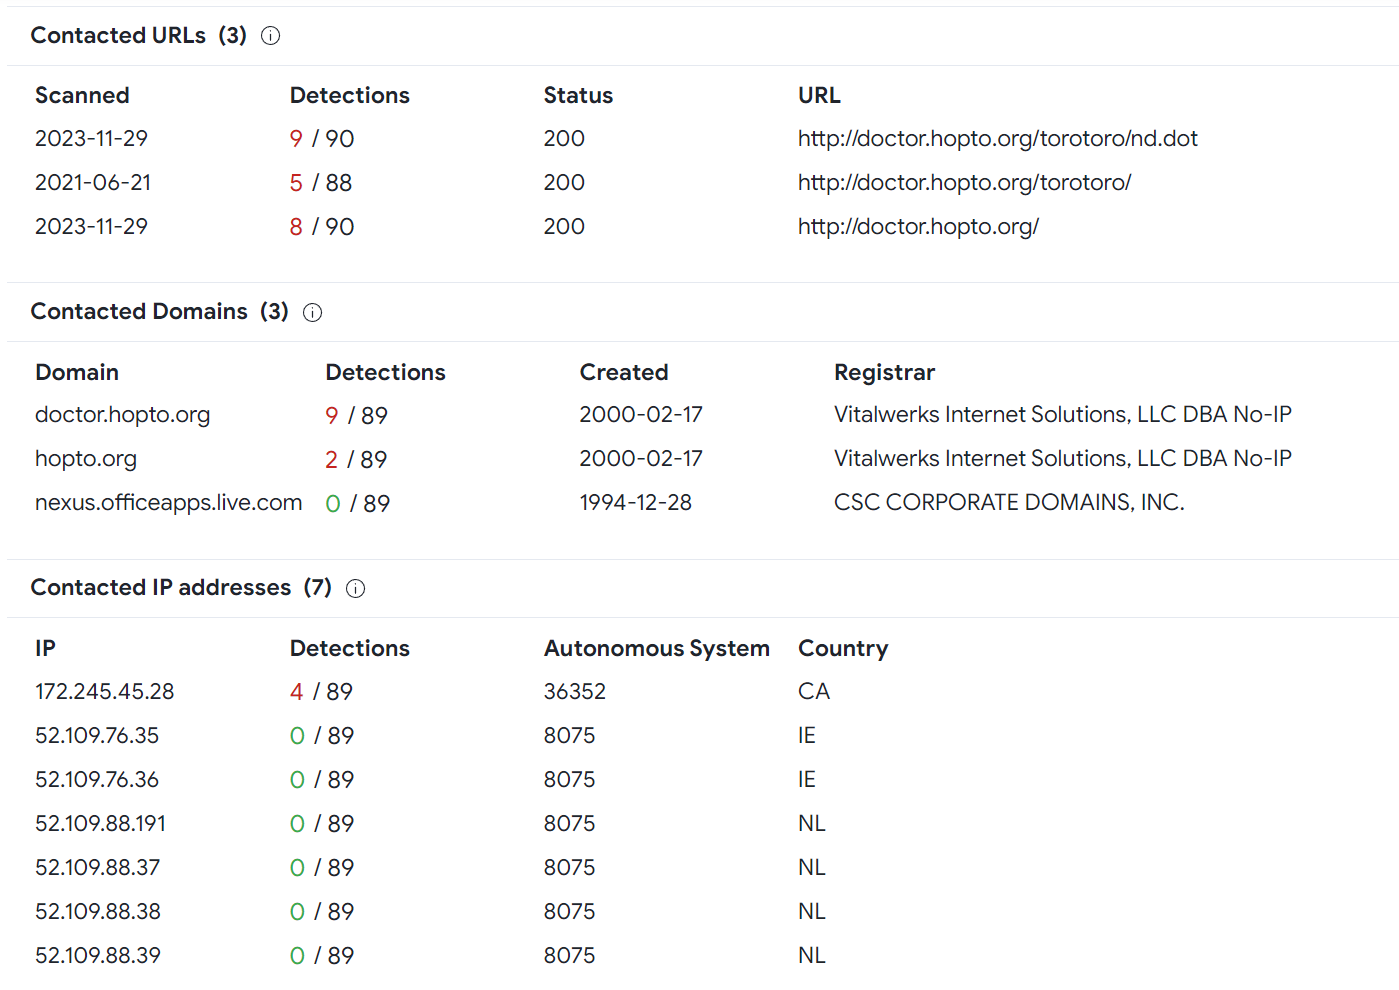 Contacted URLs (3)
Scanned Detections Status URL
2023-11-29 9 / 90 200 http://doctor.hopto.org/torotoro/nd.dot
2021-06-21 5 / 88 200 http://doctor.hopto.org/torotoro/
2023-11-29 8 / 90 200 http://doctor.hopto.org/
Contacted Domains (3)
Domain Detections Created Registrar
doctor.hopto.org 9 / 89 2000-02-17 Vitalwerks Internet Solutions, LLC DBA No-IP
hopto.org 2 / 89 2000-02-17 Vitalwerks Internet Solutions, LLC DBA No-IP
nexus.officeapps.live.com 0 / 89 1994-12-28 CSC CORPORATE DOMAINS, INC.
Contacted IP addresses (7)
IP Detections Autonomous System Country
172.245.45.28 4 / 89 36352 CA
52.109.76.35 0 / 89 8075 IE
52.109.76.36 0 / 89 8075 IE
52.109.88.191 0 / 89 8075 NL
52.109.88.37 0 / 89 8075 NL
52.109.88.38 0 / 89 8075 NL
52.109.88.39 0 / 89 8075 NL